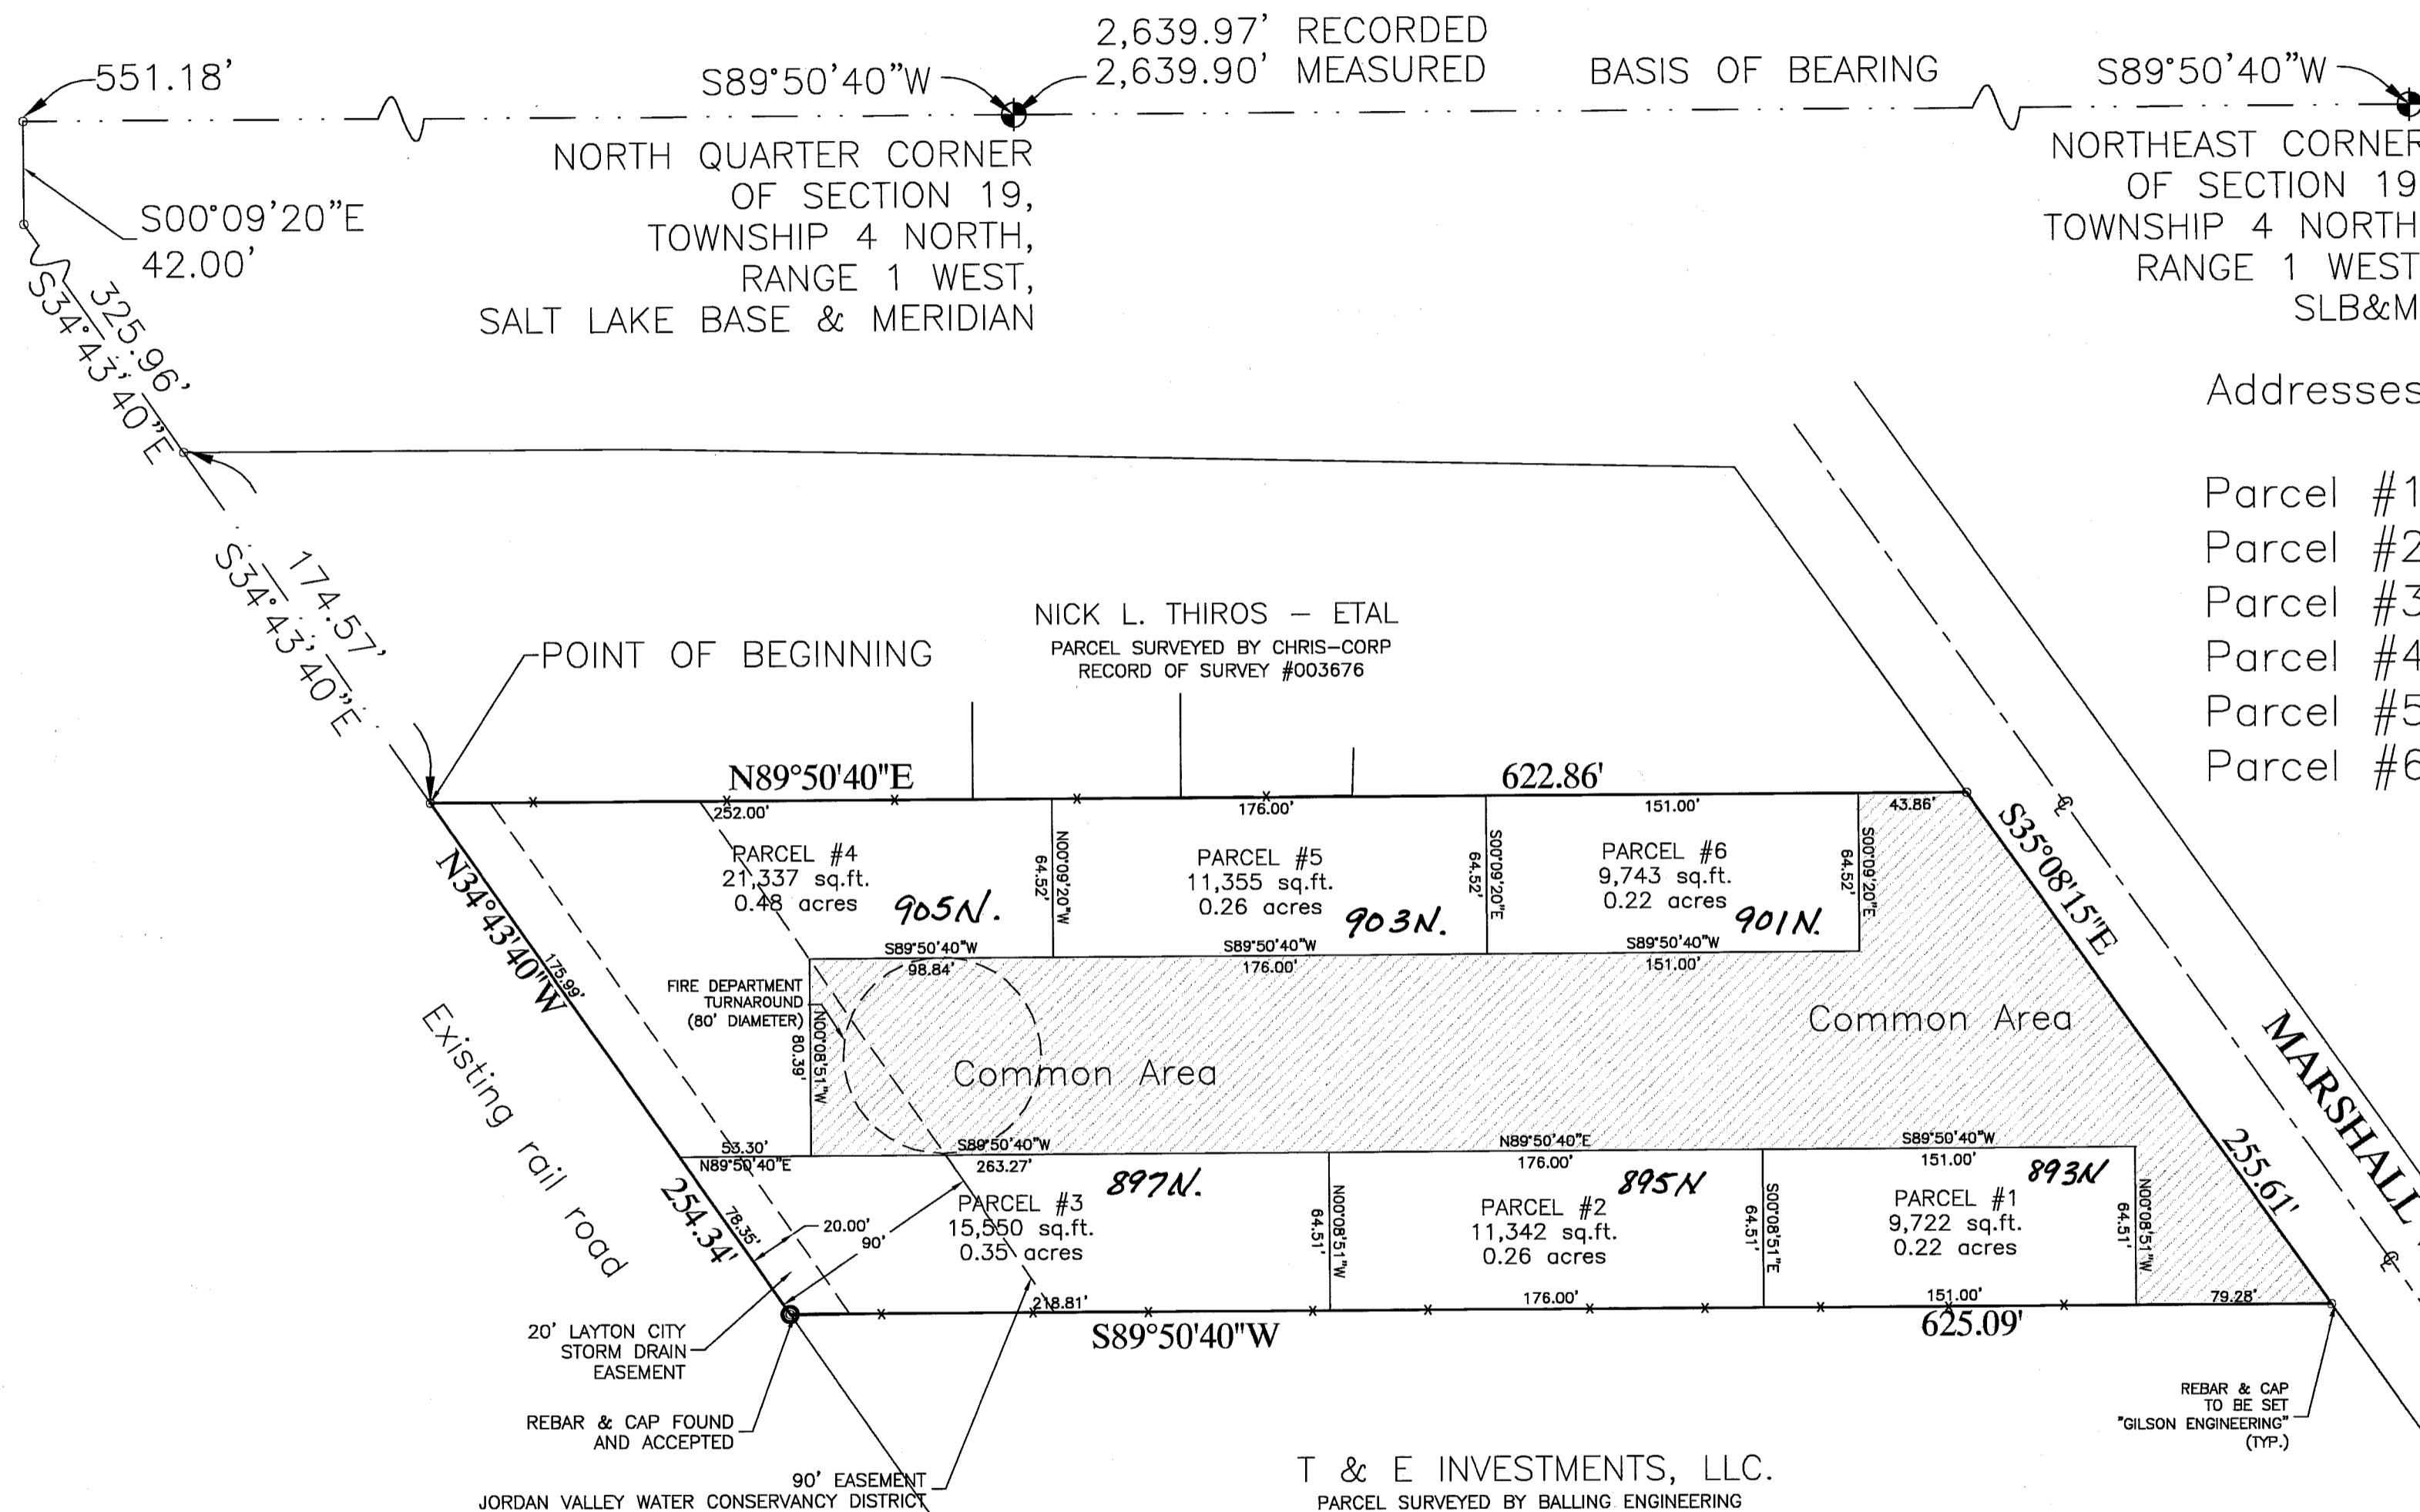 2,639.97' RECORDED
2,639.90' MEASURED
551.18'
S89°50'40"W
BASIS OF BEARING
S89°50'40"W
NORTH QUARTER CORNER
OF SECTION 19,
TOWNSHIP 4 NORTH,
RANGE 1 WEST,
SALT LAKE BASE & MERIDIAN
NORTHEAST CORNER
OF SECTION 19
TOWNSHIP 4 NORTH
RANGE 1 WEST
SLB&M
S00°09'20"E
42.00'
325.96'
S34°43'40"E
Addresses
Parcel #1
Parcel #2
Parcel #3
Parcel #4
Parcel #5
Parcel #6
174.57'
S34°43'40"E
NICK L. THIROS – ETAL
PARCEL SURVEYED BY CHRIS–CORP
RECORD OF SURVEY #003676
POINT OF BEGINNING
N89°50'40"E
622.86'
252.00'
176.00'
151.00'
43.86'
PARCEL #4
21,337 sq.ft.
0.48 acres
905N.
N00°09'20"W
64.52'
PARCEL #5
11,355 sq.ft.
0.26 acres
903N.
S00°09'20"E
64.52'
PARCEL #6
9,743 sq.ft.
0.22 acres
901N.
S00°09'20"E
64.52'
S35°08'15"E
255.61'
N34°43'40"W
254.34'
175.99'
S89°50'40"W
98.84'
S89°50'40"W
176.00'
S89°50'40"W
151.00'
FIRE DEPARTMENT
TURNAROUND
(80' DIAMETER)
N00°08'51"W
80.39'
Common Area
Common Area
MARSHALL
Existing rail road
53.30'
N89°50'40"E
S89°50'40"W
263.27'
N89°50'40"E
176.00'
S89°50'40"W
151.00'
78.35'
20.00'
90'
PARCEL #3
15,550 sq.ft.
0.35 acres
897N.
N00°08'51"W
64.51'
PARCEL #2
11,342 sq.ft.
0.26 acres
895N
S00°08'51"E
64.51'
PARCEL #1
9,722 sq.ft.
0.22 acres
893N
N00°08'51"W
64.51'
218.81'
176.00'
151.00'
79.28'
S89°50'40"W
625.09'
20' LAYTON CITY
STORM DRAIN
EASEMENT
REBAR & CAP FOUND
AND ACCEPTED
90' EASEMENT
JORDAN VALLEY WATER CONSERVANCY DISTRICT
REBAR & CAP
TO BE SET
"GILSON ENGINEERING"
(TYP.)
T & E INVESTMENTS, LLC.
PARCEL SURVEYED BY BALLING ENGINEERING